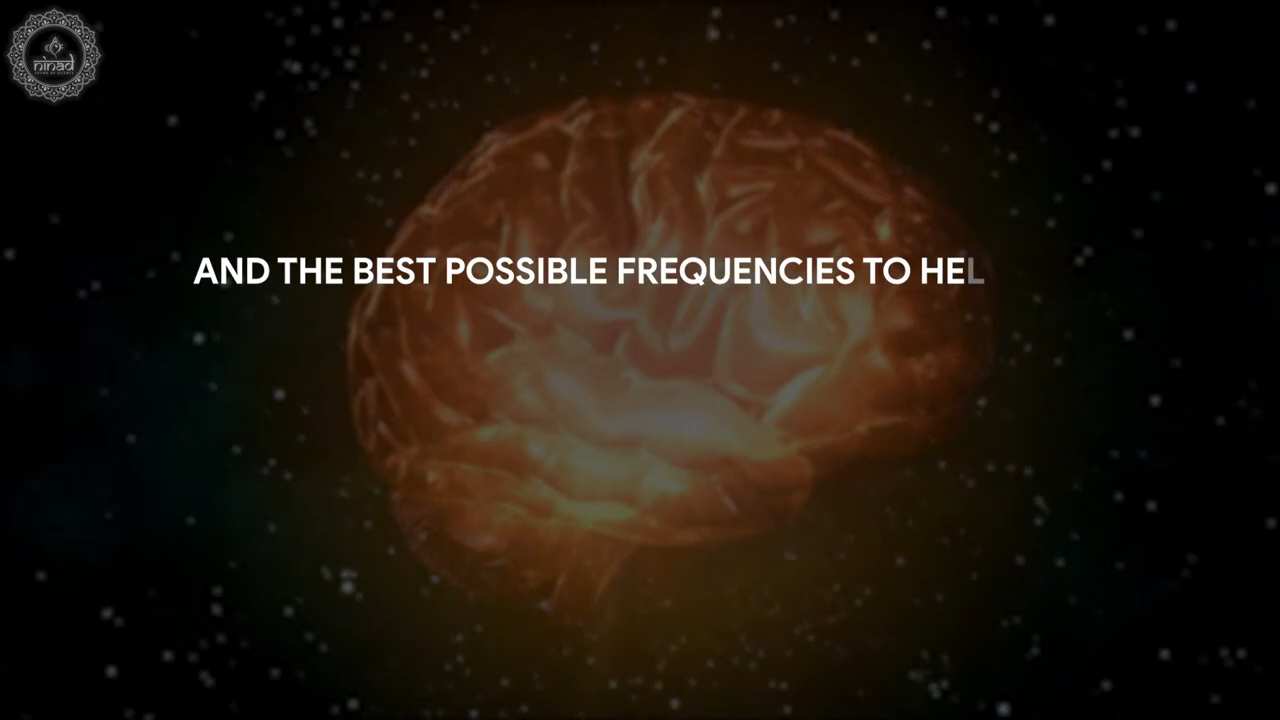 ninad
AND THE BEST POSSIBLE FREQUENCIES TO HEL